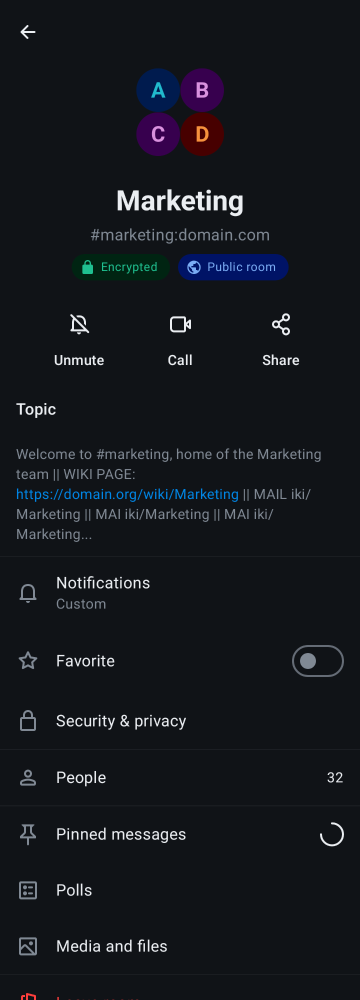 A B
C D
Marketing
#marketing:domain.com
Encrypted Public room
Unmute Call Share
Topic
Welcome to #marketing, home of the Marketing
team || WIKI PAGE:
https://domain.org/wiki/Marketing || MAIL iki/
Marketing || MAI iki/Marketing || MAI iki/
Marketing...
Notifications
Custom
Favorite
Security & privacy
People 32
Pinned messages
Polls
Media and files